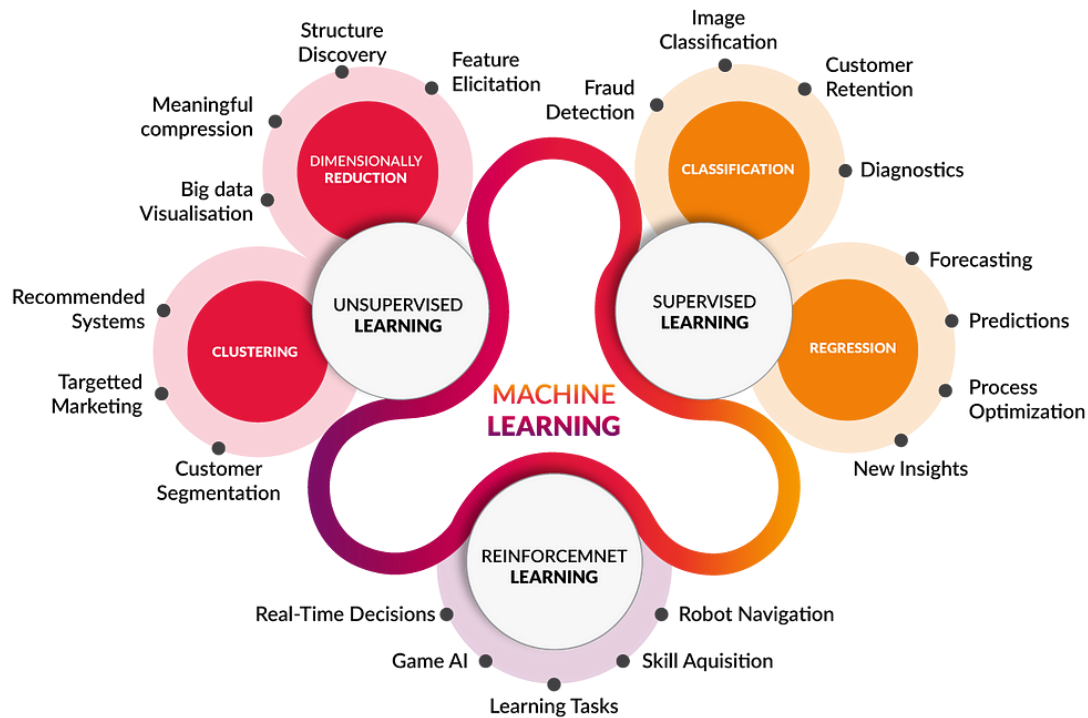 Structure
Discovery
Feature
Elicitation
Meaningful
compression
Big data
Visualisation
DIMENSIONALLY
REDUCTION
Recommended
Systems
Targetted
Marketing
Customer
Segmentation
CLUSTERING
UNSUPERVISED
LEARNING
Image
Classification
Fraud
Detection
Customer
Retention
Diagnostics
CLASSIFICATION
SUPERVISED
LEARNING
Forecasting
Predictions
Process
Optimization
New Insights
REGRESSION
MACHINE
LEARNING
REINFORCEMNET
LEARNING
Real-Time Decisions
Game AI
Learning Tasks
Skill Aquisition
Robot Navigation